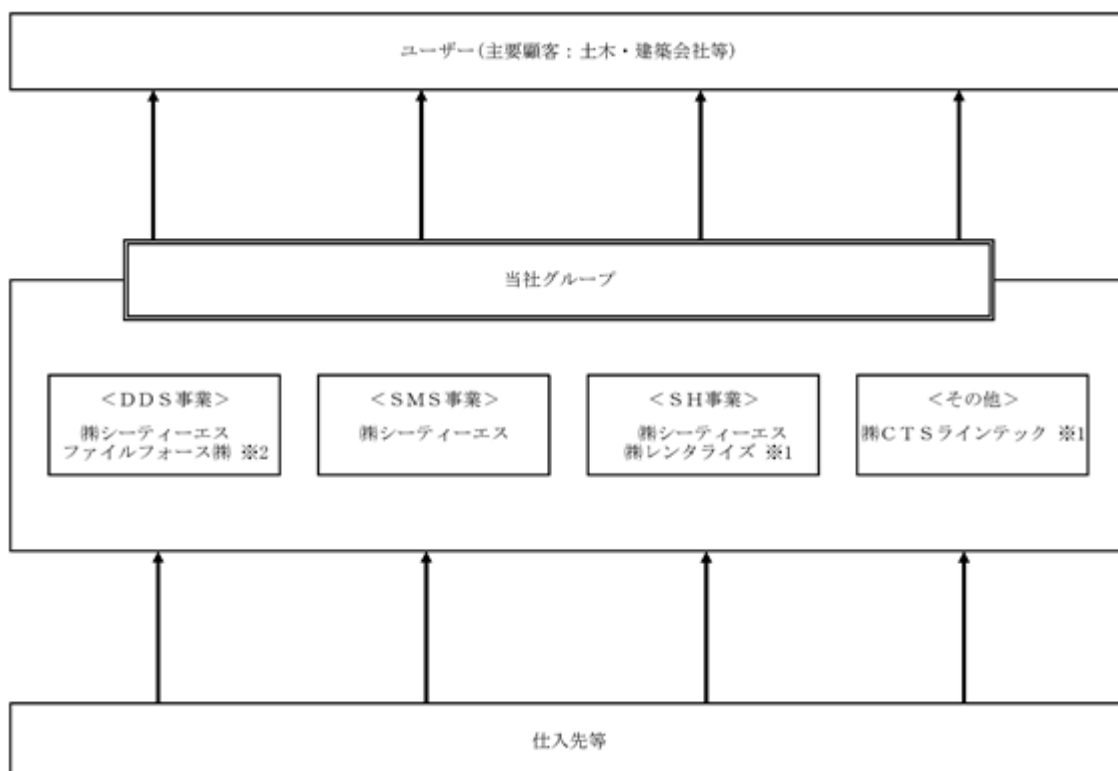 ユーザー(主要顧客：土木・建築会社等)
当社グループ
＜ＤＤＳ事業＞
㈱シーティーエス
ファイルフォース㈱ ※2
＜ＳＭＳ事業＞
㈱シーティーエス
＜ＳＨ事業＞
㈱シーティーエス
㈱レンタライズ ※1
＜その他＞
㈱ＣＴＳラインテック ※1
仕入先等